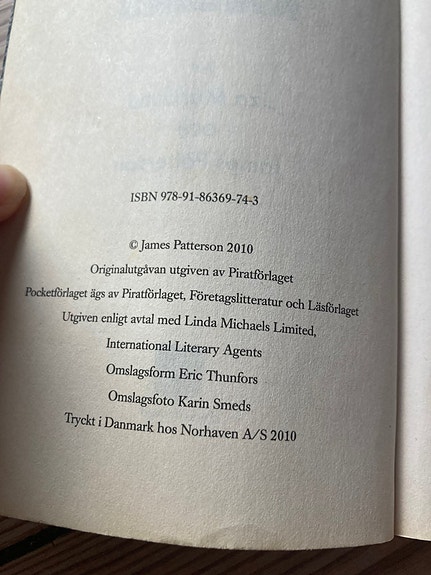 ISBN 978-91-86369-74-3
© James Patterson 2010
Originalutgåvan utgiven av Piratförlaget
Pocketförlaget ägs av Piratförlaget, Företagslitteratur och Läsförlaget
Utgiven enligt avtal med Linda Michaels Limited,
International Literary Agents
Omslagsform Eric Thunfors
Omslagsfoto Karin Smeds
Tryckt i Danmark hos Norhaven A/S 2010